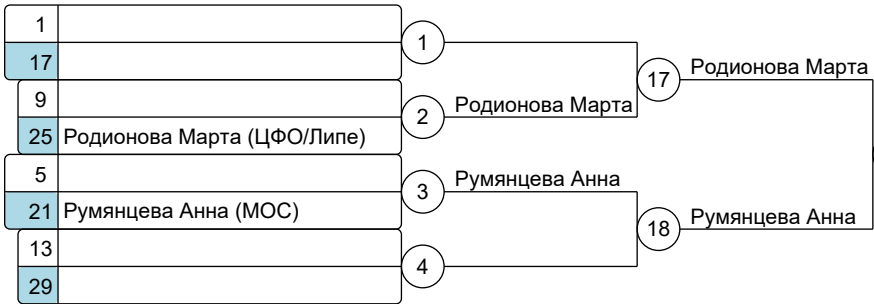 1
17
1
9
25 Родионова Марта (ЦФО/Липе)
2 Родионова Марта
17 Родионова Марта
5
21 Румянцева Анна (МОС)
3 Румянцева Анна
13
29
4
18 Румянцева Анна